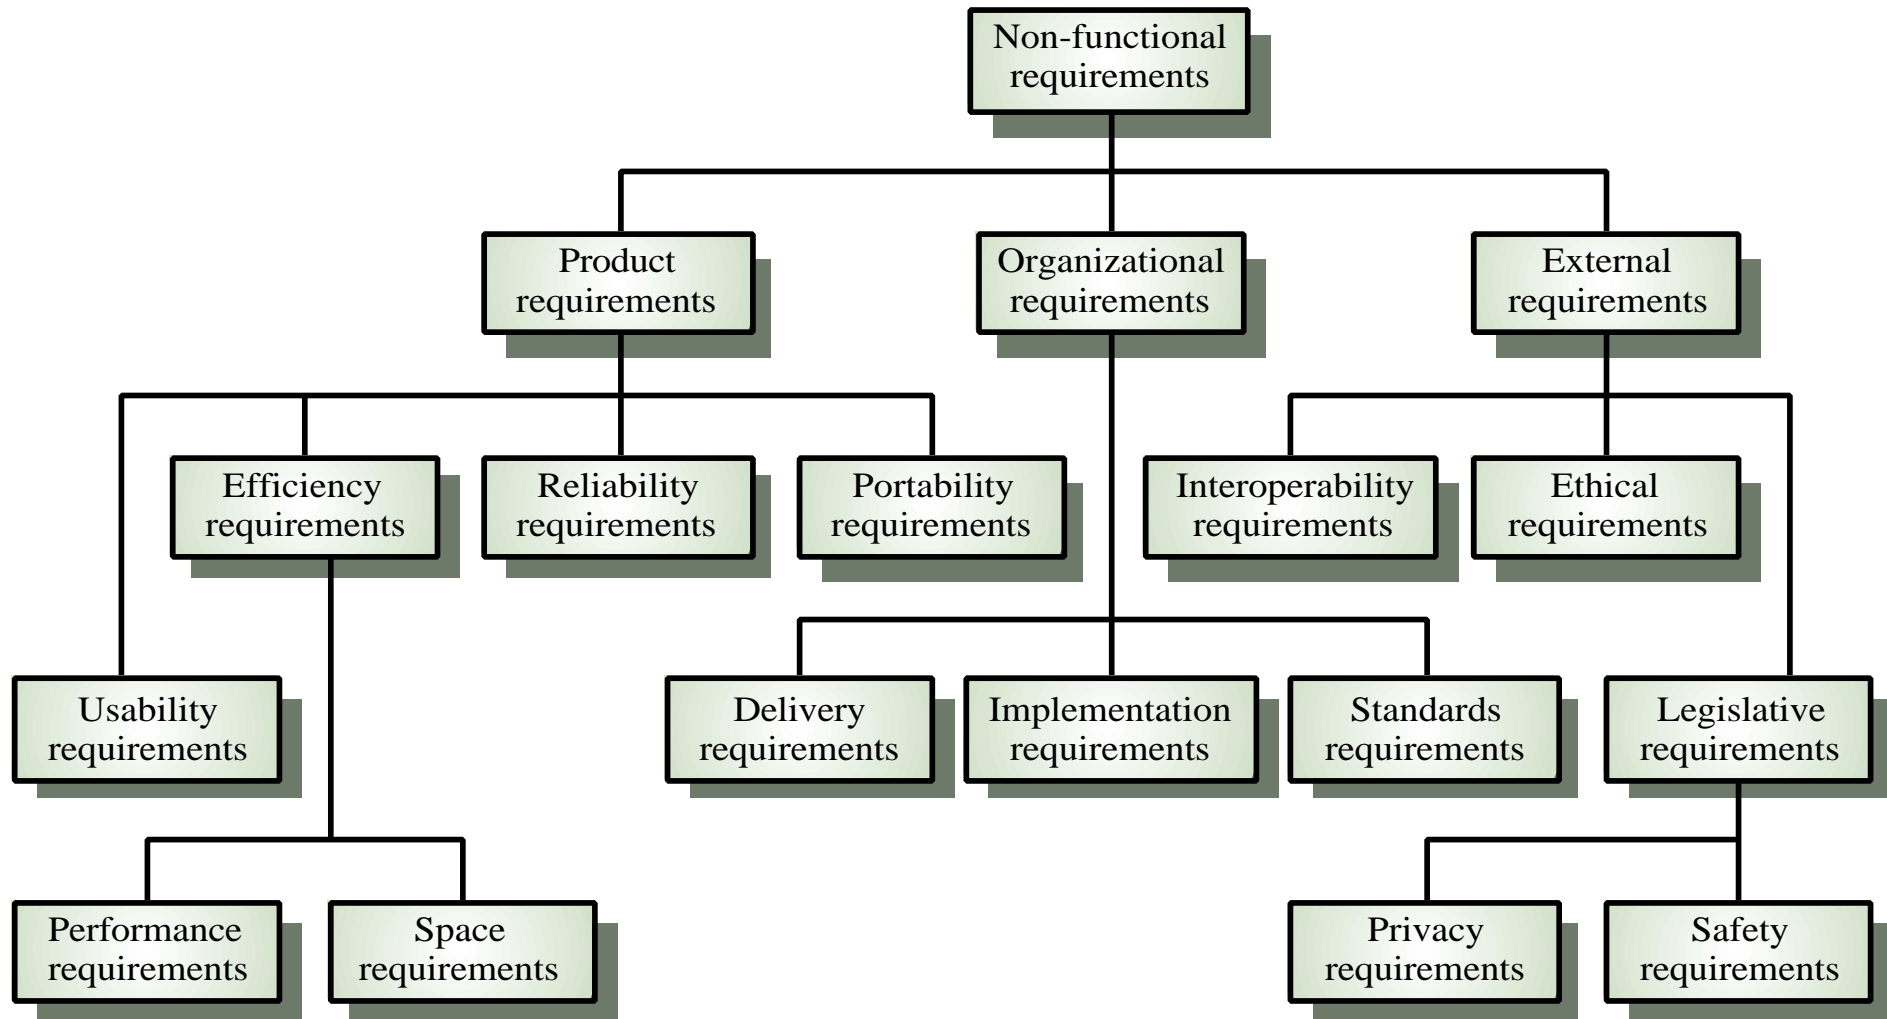 Non-functional
requirements
Product
requirements
Organizational
requirements
External
requirements
Efficiency
requirements
Reliability
requirements
Portability
requirements
Interoperability
requirements
Ethical
requirements
Usability
requirements
Delivery
requirements
Implementation
requirements
Standards
requirements
Legislative
requirements
Performance
requirements
Space
requirements
Privacy
requirements
Safety
requirements